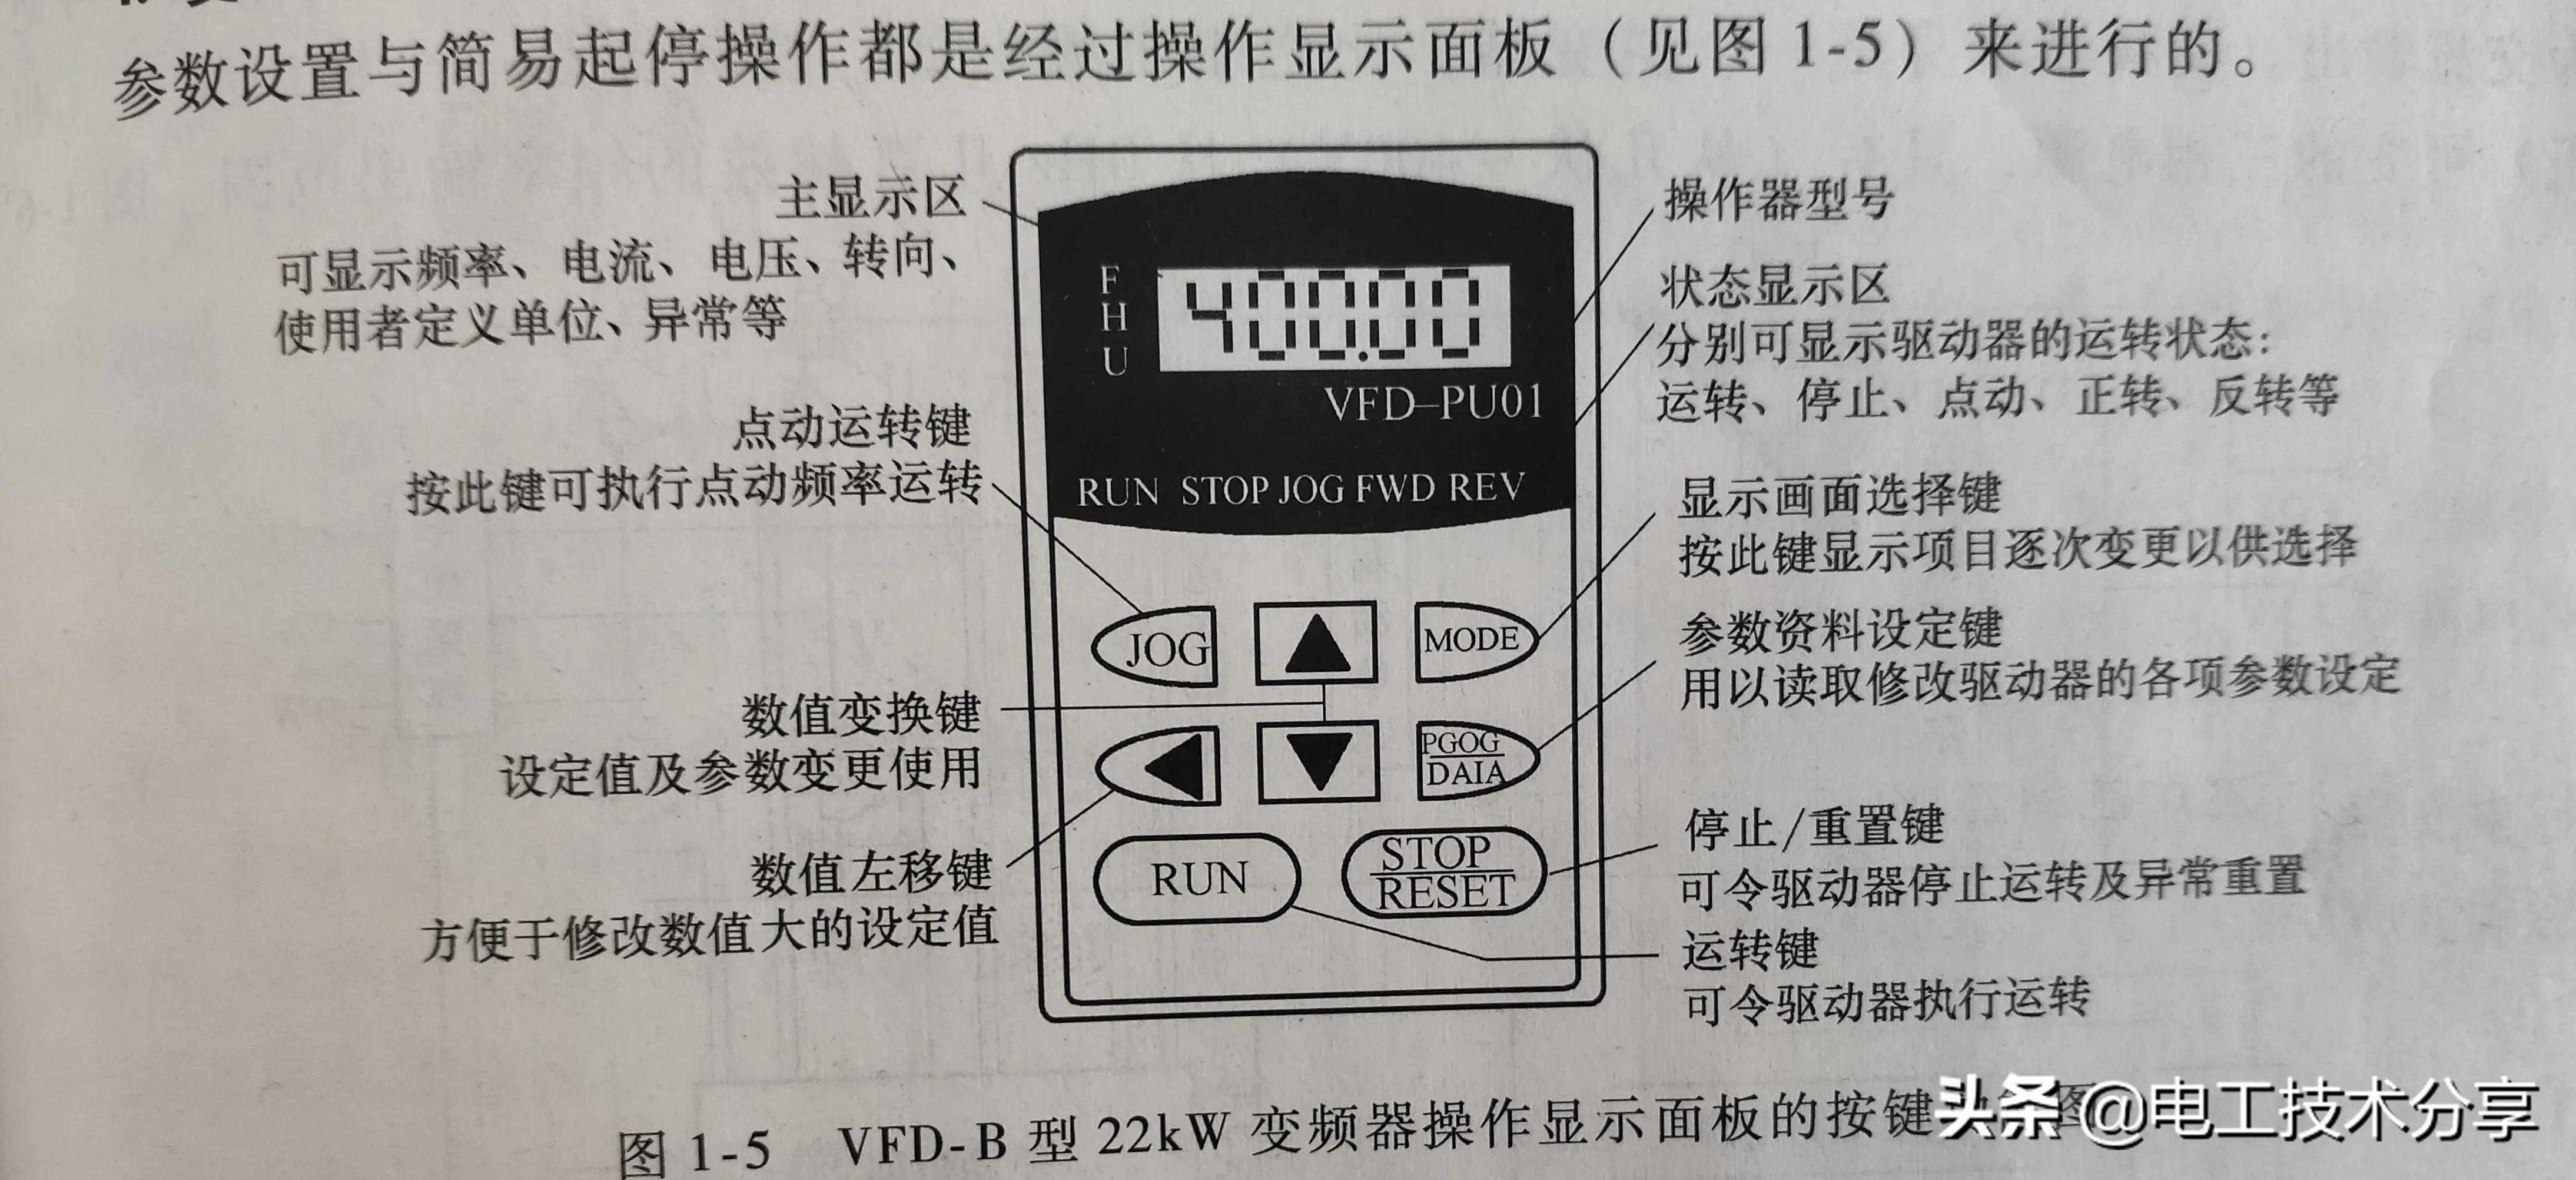 参数设置与简易起停操作都是经过操作显示面板（见图 1-5）来进行的。
主显示区
可显示频率、电流、电压、转向、
使用者定义单位、异常等
点动运转键
按此键可执行点动频率运转
数值变换键
设定值及参数变更使用
数值左移键
方便于修改数值大的设定值
F
H
U
400.00
VFD–PU01
RUN STOP JOG FWD REV
JOG
MODE
PGOG
DAIA
RUN
STOP
RESET
操作器型号
状态显示区
分别可显示驱动器的运转状态：
运转、停止、点动、正转、反转等
显示画面选择键
按此键显示项目逐次变更以供选择
参数资料设定键
用以读取修改驱动器的各项参数设定
停止/重置键
可令驱动器停止运转及异常重置
运转键
可令驱动器执行运转
图 1-5 VFD-B 型 22kW 变频器操作显示面板的按键
图
头条 @电工技术分享